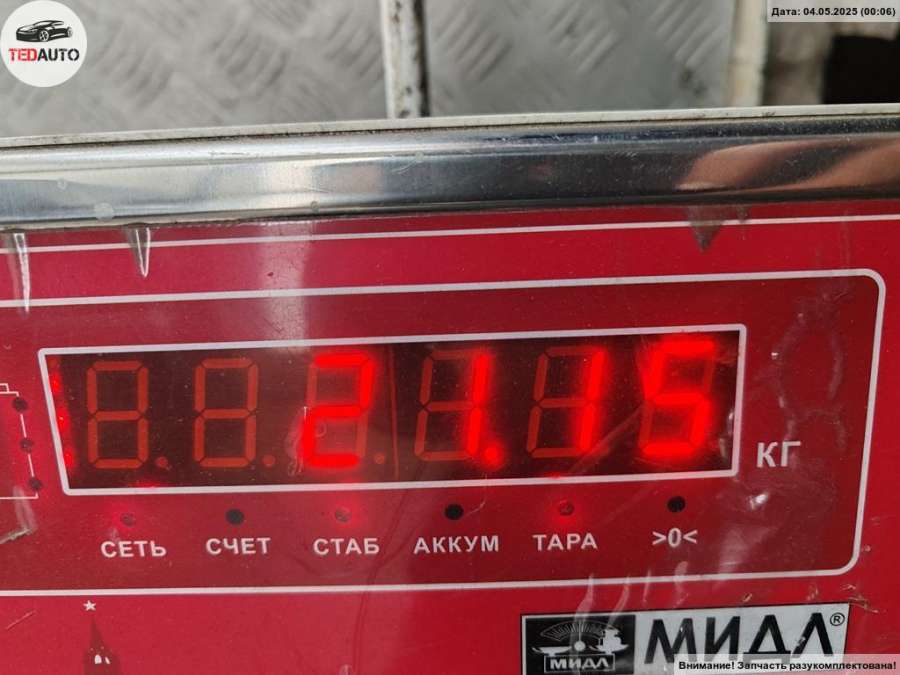 TEDAUTO
Дата: 04.05.2025 (00:06)
21.15
КГ
СЕТЬ СЧЕТ СТАБ АККУМ ТАРА >0<
МИДЛ МИДЛ®
Внимание! Запчасть разукомплектована!